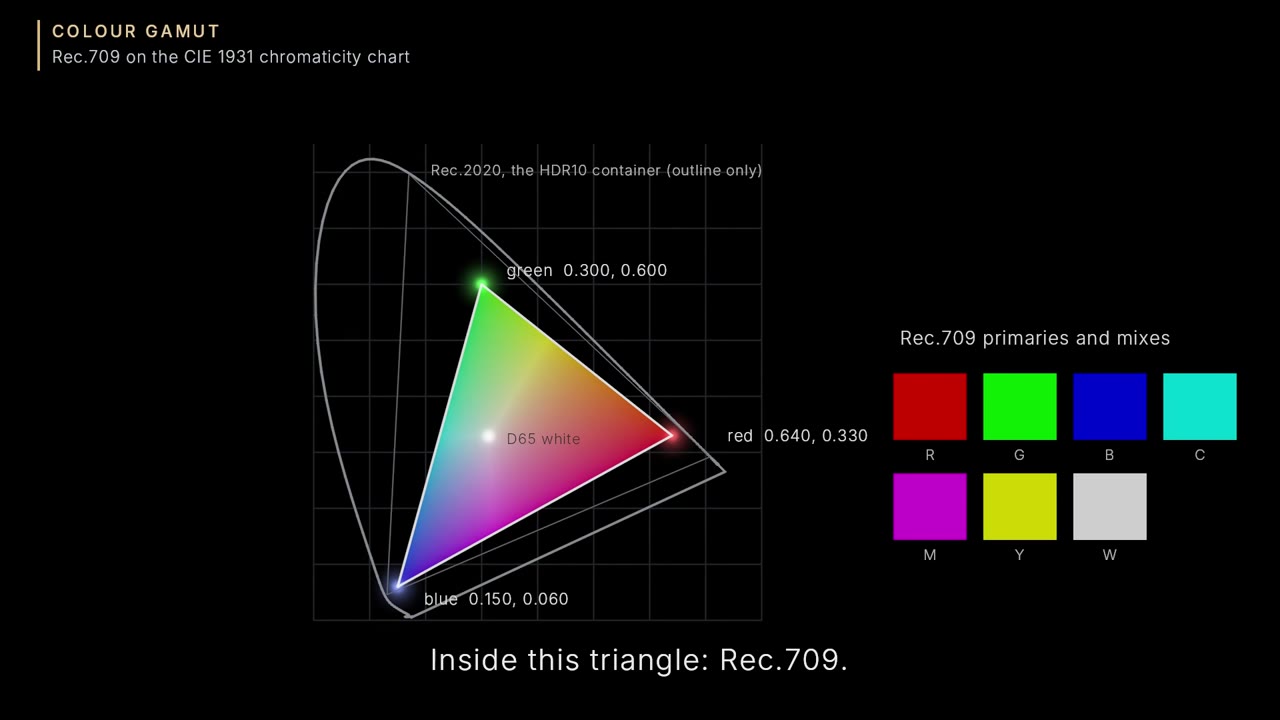 COLOUR GAMUT
Rec.709 on the CIE 1931 chromaticity chart
Rec.2020, the HDR10 container (outline only)
green 0.300, 0.600
Rec.709 primaries and mixes
red 0.640, 0.330
D65 white
R G B C
M Y W
blue 0.150, 0.060
Inside this triangle: Rec.709.